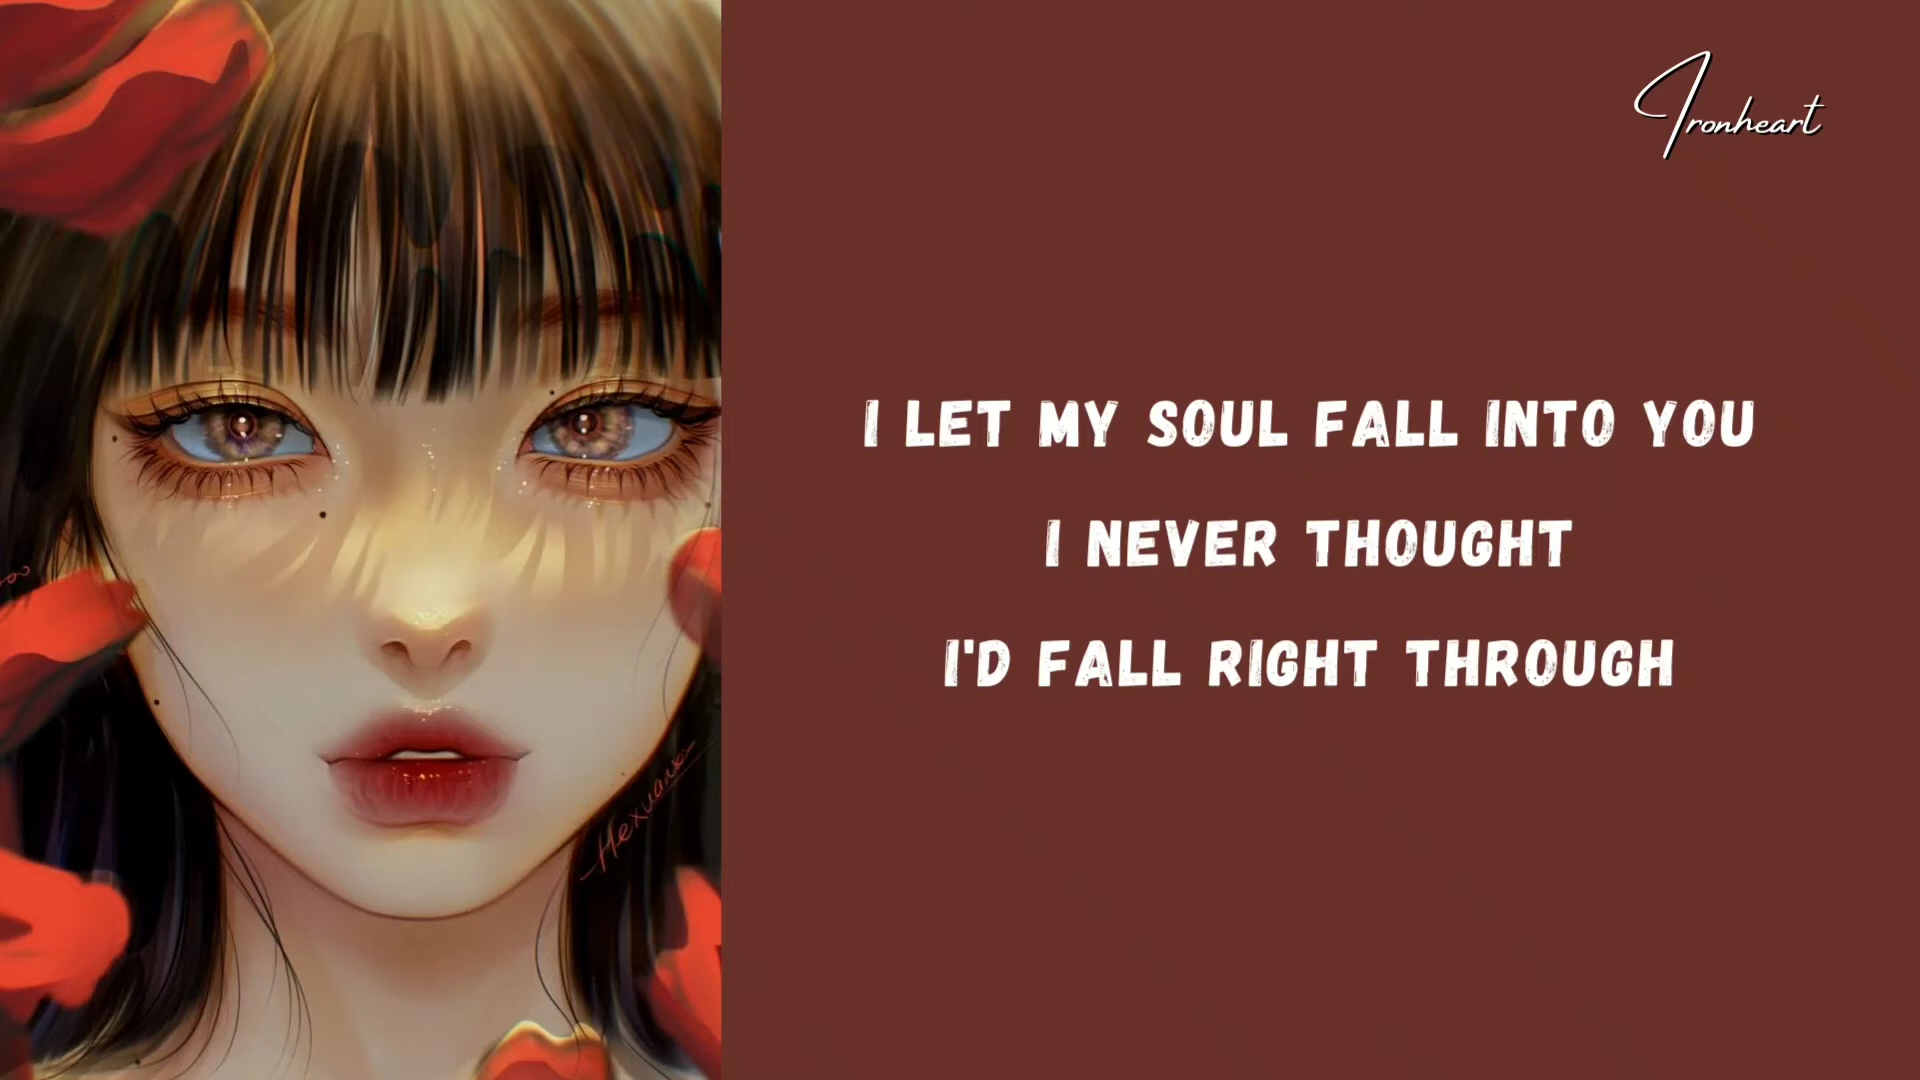 Ironheart
I LET MY SOUL FALL INTO YOU
I NEVER THOUGHT
I'D FALL RIGHT THROUGH